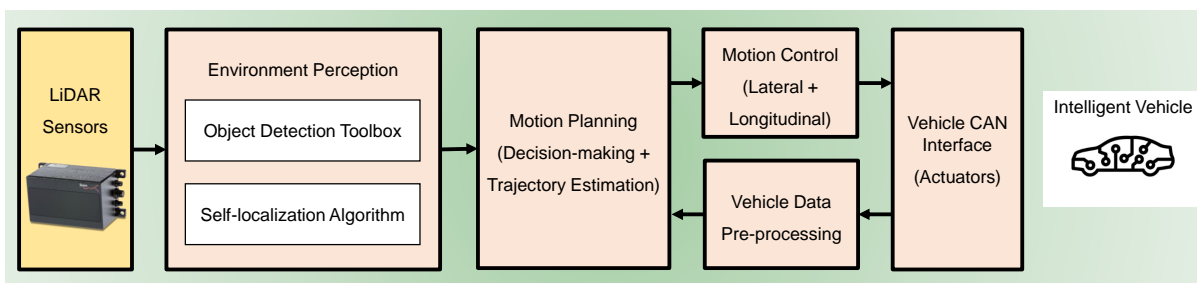 LiDAR
Sensors
Environment Perception
Object Detection Toolbox
Self-localization Algorithm
Motion Planning
(Decision-making +
Trajectory Estimation)
Motion Control
(Lateral +
Longitudinal)
Vehicle Data
Pre-processing
Vehicle CAN
Interface
(Actuators)
Intelligent Vehicle